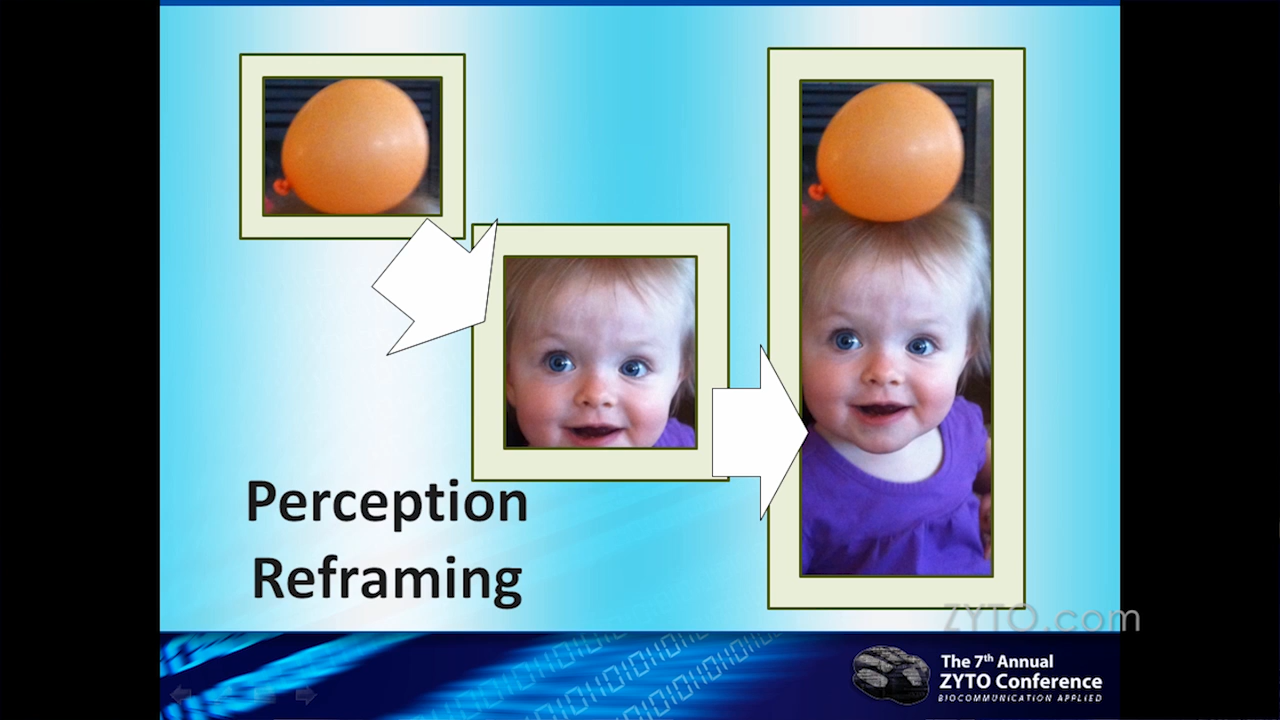 Perception
Reframing
ZYTO.com
The 7th Annual
ZYTO Conference
BIOCOMMUNICATION APPLIED